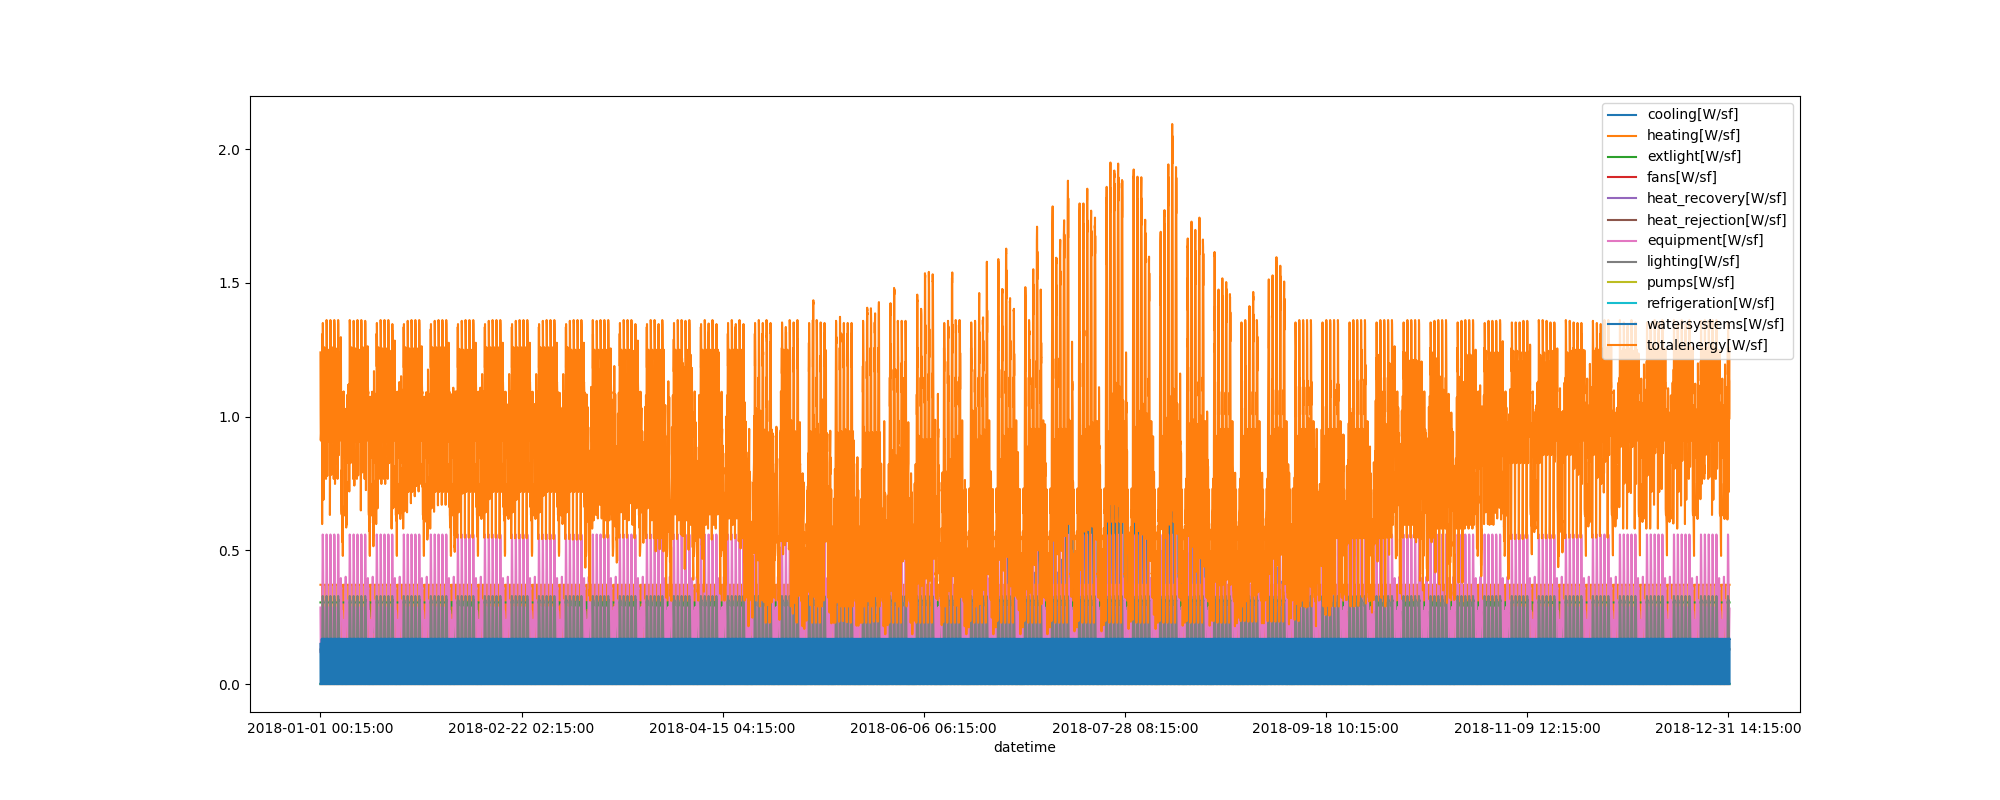 cooling[W/sf]
heating[W/sf]
extlight[W/sf]
fans[W/sf]
heat_recovery[W/sf]
heat_rejection[W/sf]
equipment[W/sf]
lighting[W/sf]
pumps[W/sf]
refrigeration[W/sf]
watersystems[W/sf]
totalenergy[W/sf]
2.0
1.5
1.0
0.5
0.0
2018-01-01 00:15:00 2018-02-22 02:15:00 2018-04-15 04:15:00 2018-06-06 06:15:00 2018-07-28 08:15:00 2018-09-18 10:15:00 2018-11-09 12:15:00 2018-12-31 14:15:00
datetime